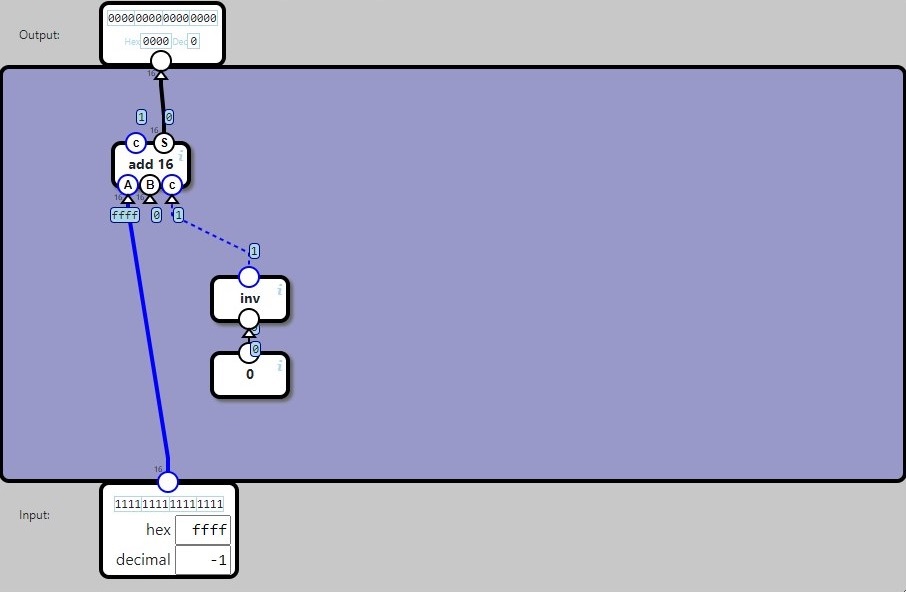 0000000000000000
Output:
Hex 0000 Dec 0
16
1 0
16
c S
add 16
A B c
16 16
ffff 0 1
1
inv
0
0
0
16
1111111111111111
Input:
hex ffff
decimal -1